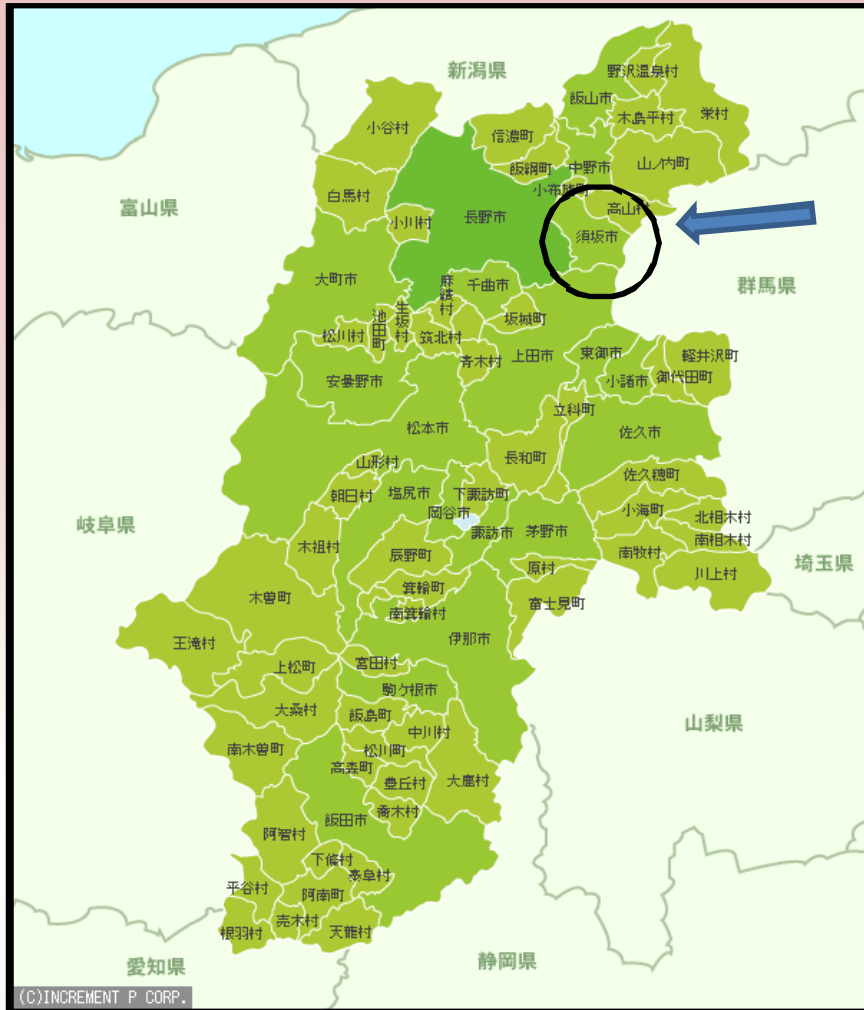 新潟県
野沢温泉村
飯山市
栄村
木島平村
小谷村
信濃町
飯綱町
中野市
山ノ内町
小布施町
白馬村
富山県
小川村
長野市
高山村
須坂市
大町市
千曲市
群馬県
麻績村
生坂村
池田町
坂城町
松川村
筑北村
青木村
上田市
東御市
軽井沢町
小諸市
御代田町
安曇野市
立科町
松本市
佐久市
長和町
山形村
佐久穂町
朝日村
塩尻市
下諏訪町
岡谷市
小海町
北相木村
岐阜県
諏訪市
茅野市
南相木村
木祖村
辰野町
南牧村
埼玉県
原村
川上村
箕輪町
木曽町
富士見町
南箕輪村
王滝村
伊那市
上松町
宮田村
駒ケ根市
大桑村
飯島町
山梨県
中川村
南木曽町
松川町
高森町
豊丘村
大鹿村
喬木村
飯田市
阿智村
下條村
泰阜村
平谷村
阿南町
売木村
根羽村
天龍村
愛知県
静岡県
(C)INCREMENT P CORP.